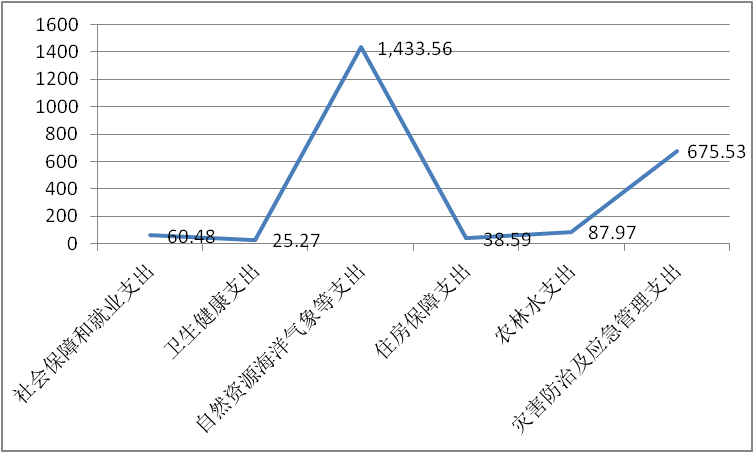 1600
1400
1200
1000
800
600
400
200
0
1,433.56
675.53
60.48
25.27
38.59
87.97
社会保障和就业支出
卫生健康支出
自然资源海洋气象等支出
住房保障支出
农林水支出
灾害防治及应急管理支出